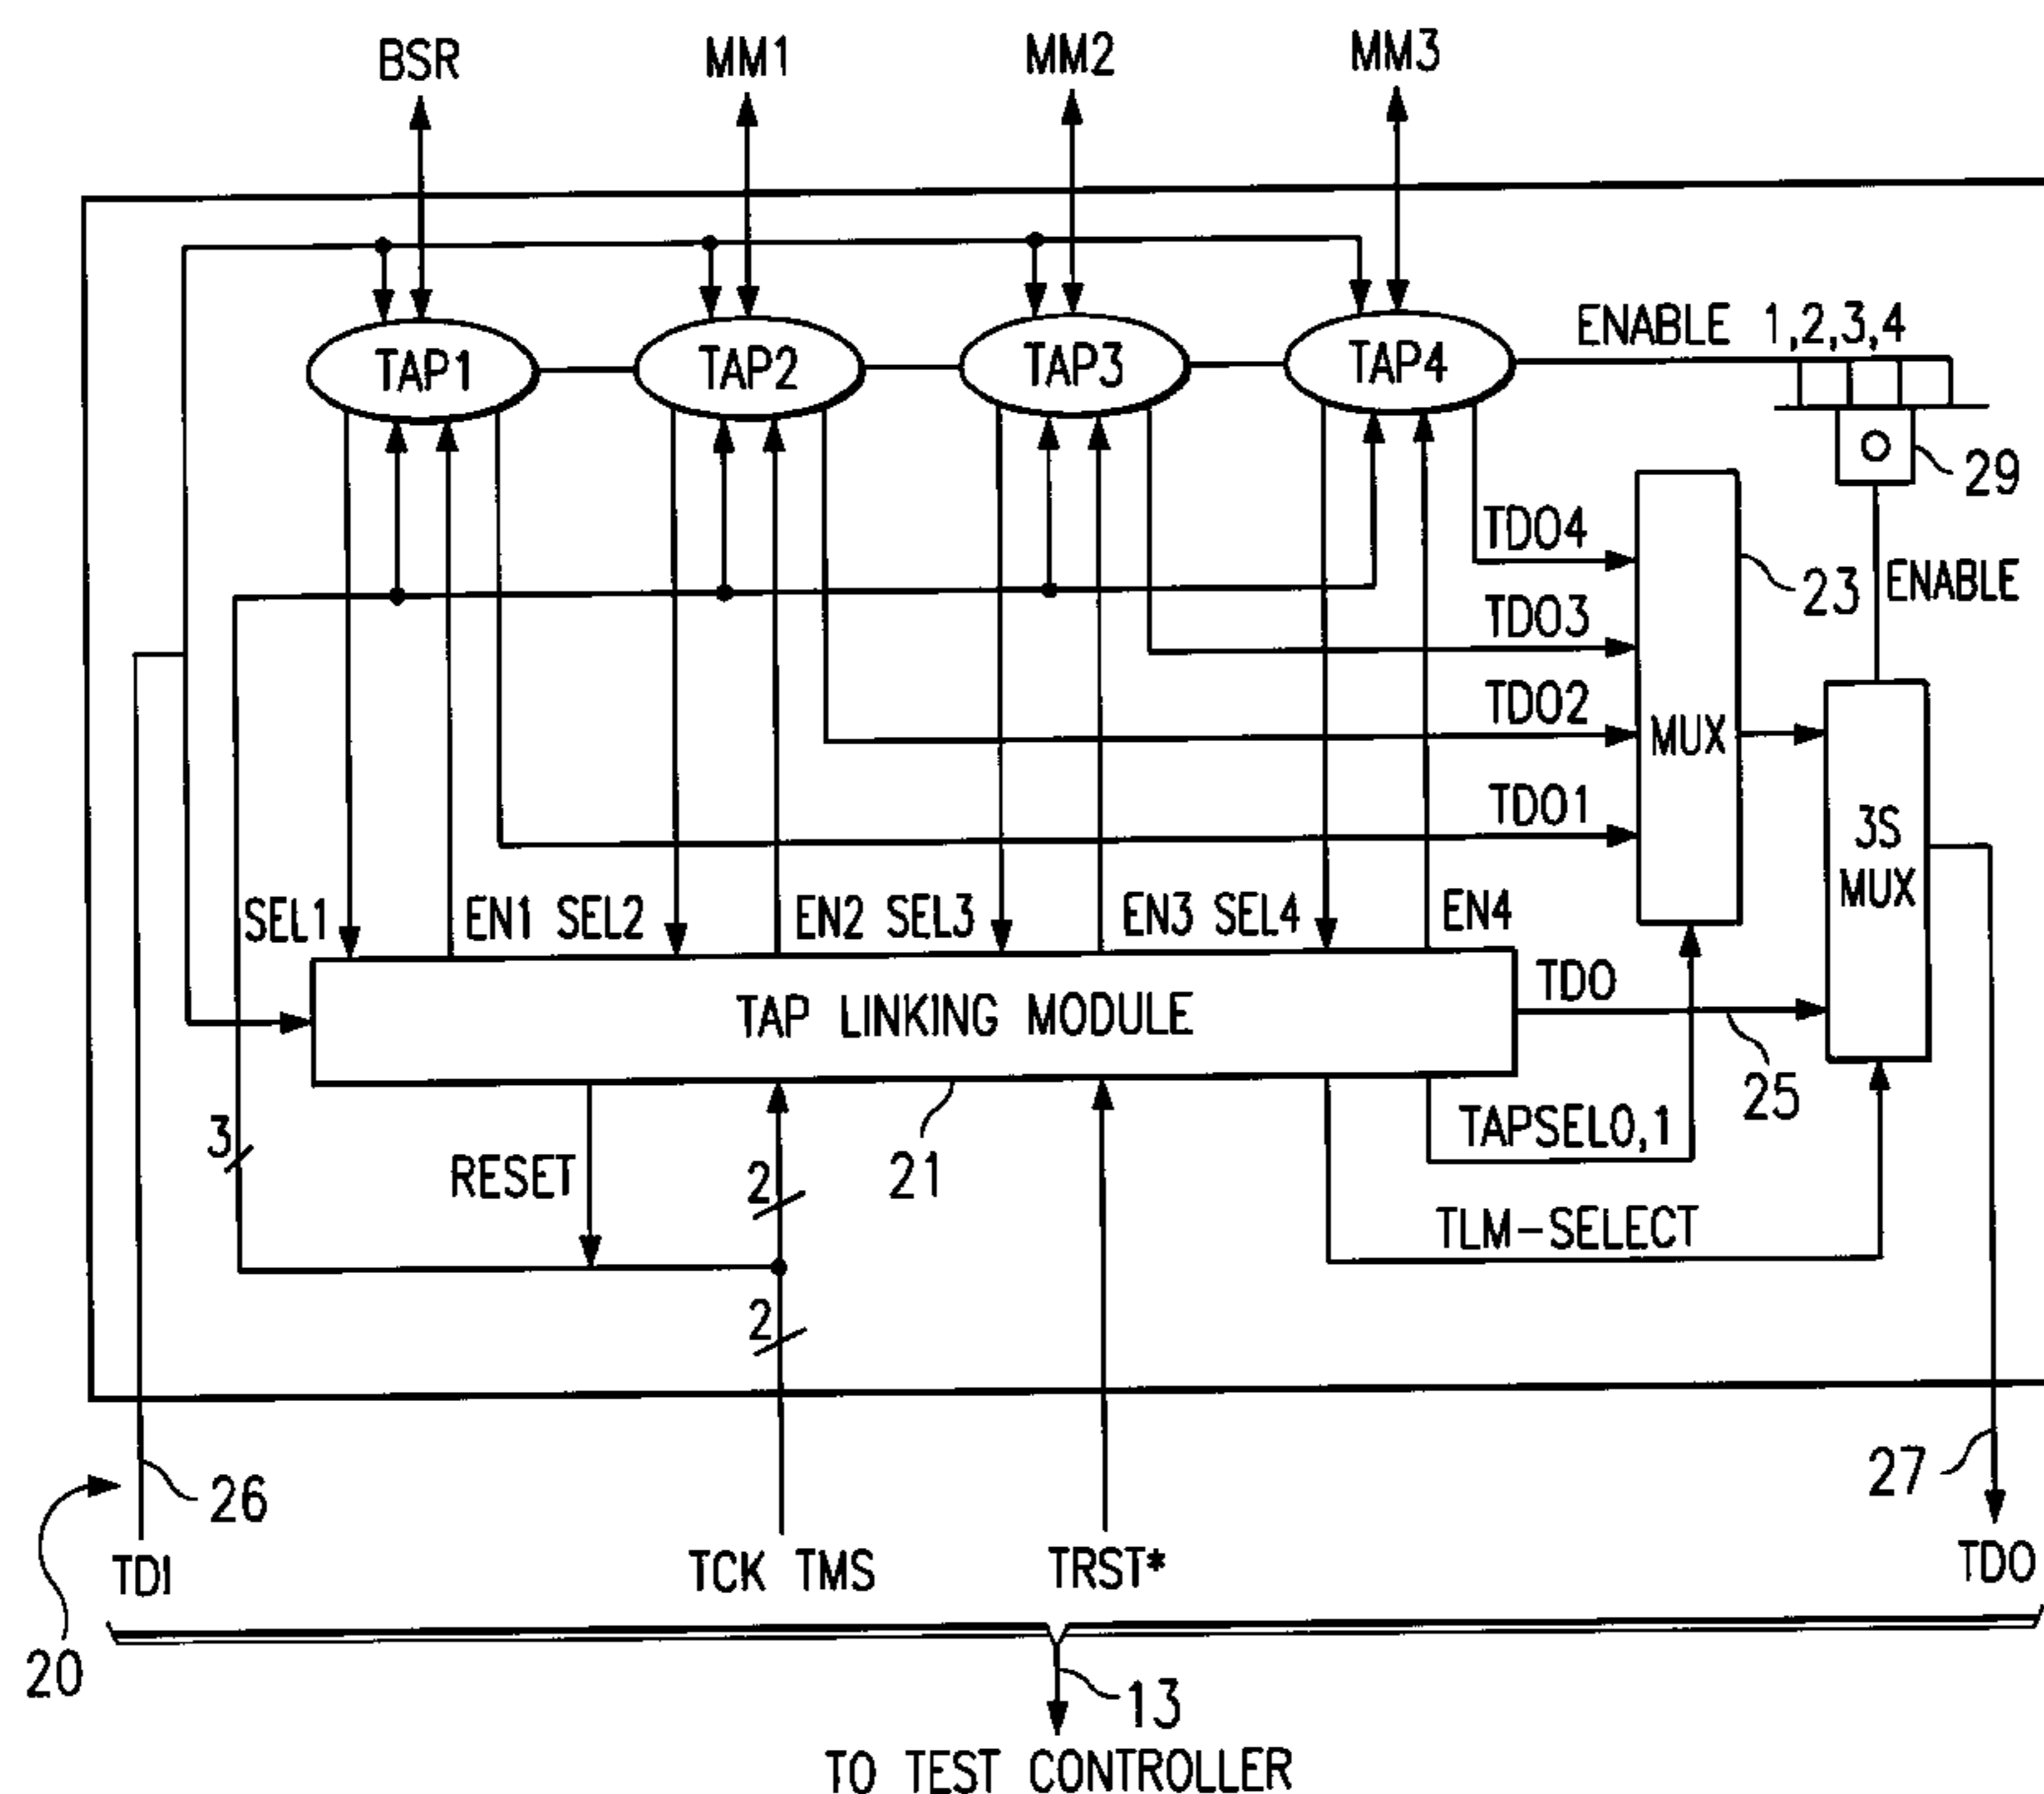 BSR MM1 MM2 MM3
TAP1 TAP2 TAP3 TAP4
ENABLE 1,2,3,4
29
TDO4
23
ENABLE
TDO3
TDO2
MUX
TDO1
3S
MUX
SEL1 EN1 SEL2 EN2 SEL3 EN3 SEL4 EN4
TAP LINKING MODULE
TDO
25
3
RESET
2
21
TAPSEL0,1
TLM-SELECT
2
26
27
TDI
TCK TMS
TRST*
TDO
20
13
TO TEST CONTROLLER